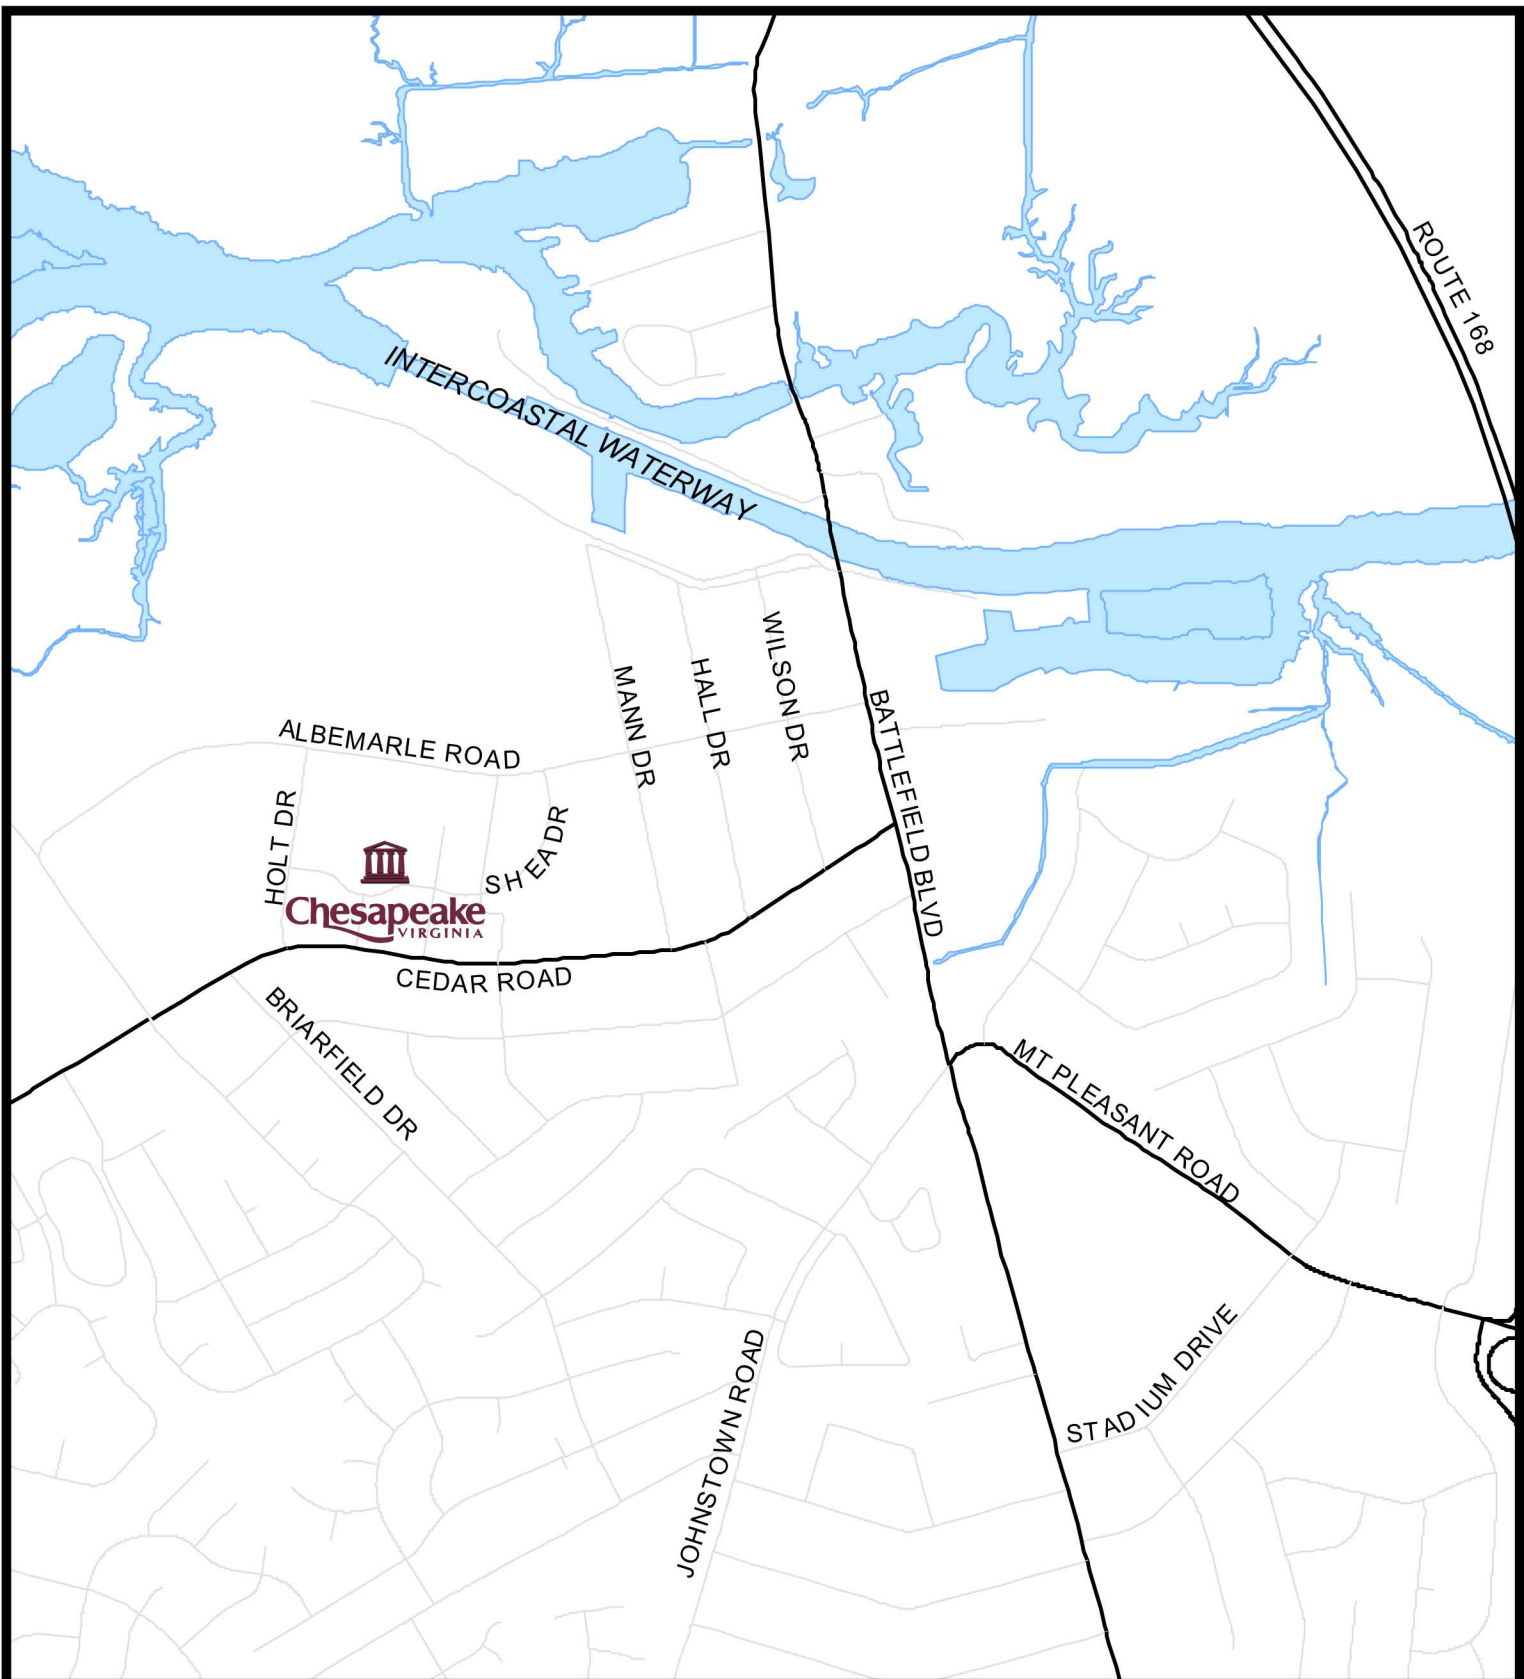 ROUTE 168
INTERCOASTAL WATERWAY
WILSON DR
HALL DR
MANN DR
BATTLEFIELD BLVD
ALBEMARLE ROAD
HOLT DR
SHEA DR
Chesapeake
VIRGINIA
CEDAR ROAD
BRIARFIELD DR
MT PLEASANT ROAD
STADIUM DRIVE
JOHNSTOWN ROAD